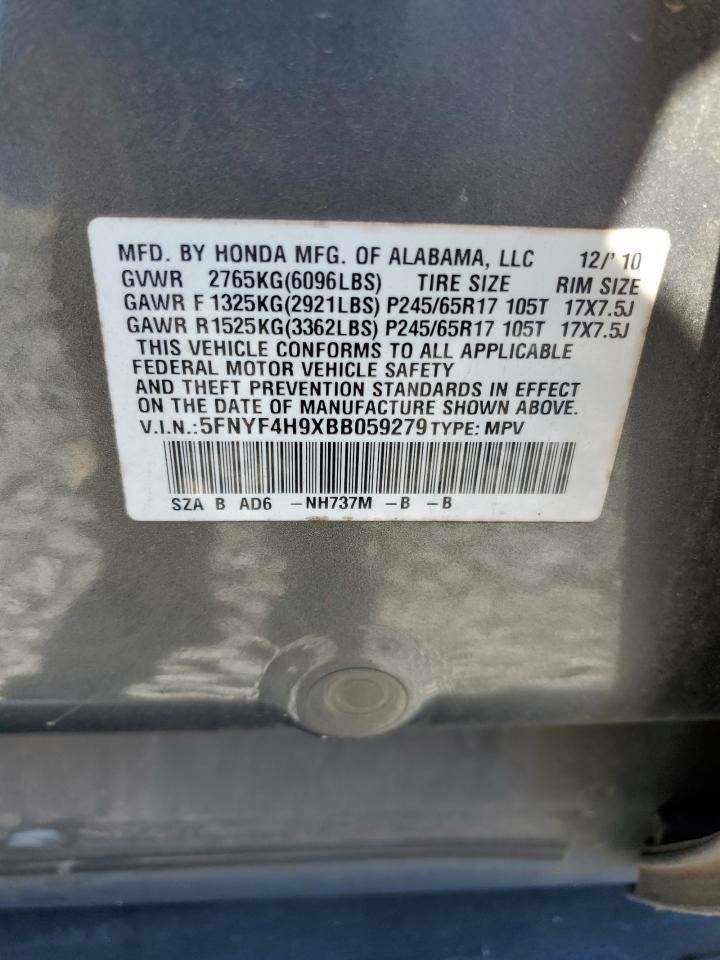 MFD. BY HONDA MFG. OF ALABAMA, LLC 12/'10
GVWR 2765KG(6096LBS) TIRE SIZE RIM SIZE
GAWR F1325KG(2921LBS) P245/65R17 105T 17X7.5J
GAWR R1525KG(3362LBS) P245/65R17 105T 17X7.5J
THIS VEHICLE CONFORMS TO ALL APPLICABLE
FEDERAL MOTOR VEHICLE SAFETY
AND THEFT PREVENTION STANDARDS IN EFFECT
ON THE DATE OF MANUFACTURE SHOWN ABOVE.
V.I.N.:5FNYF4H9XBB059279 TYPE: MPV
SZA B AD6 -NH737M -B -B